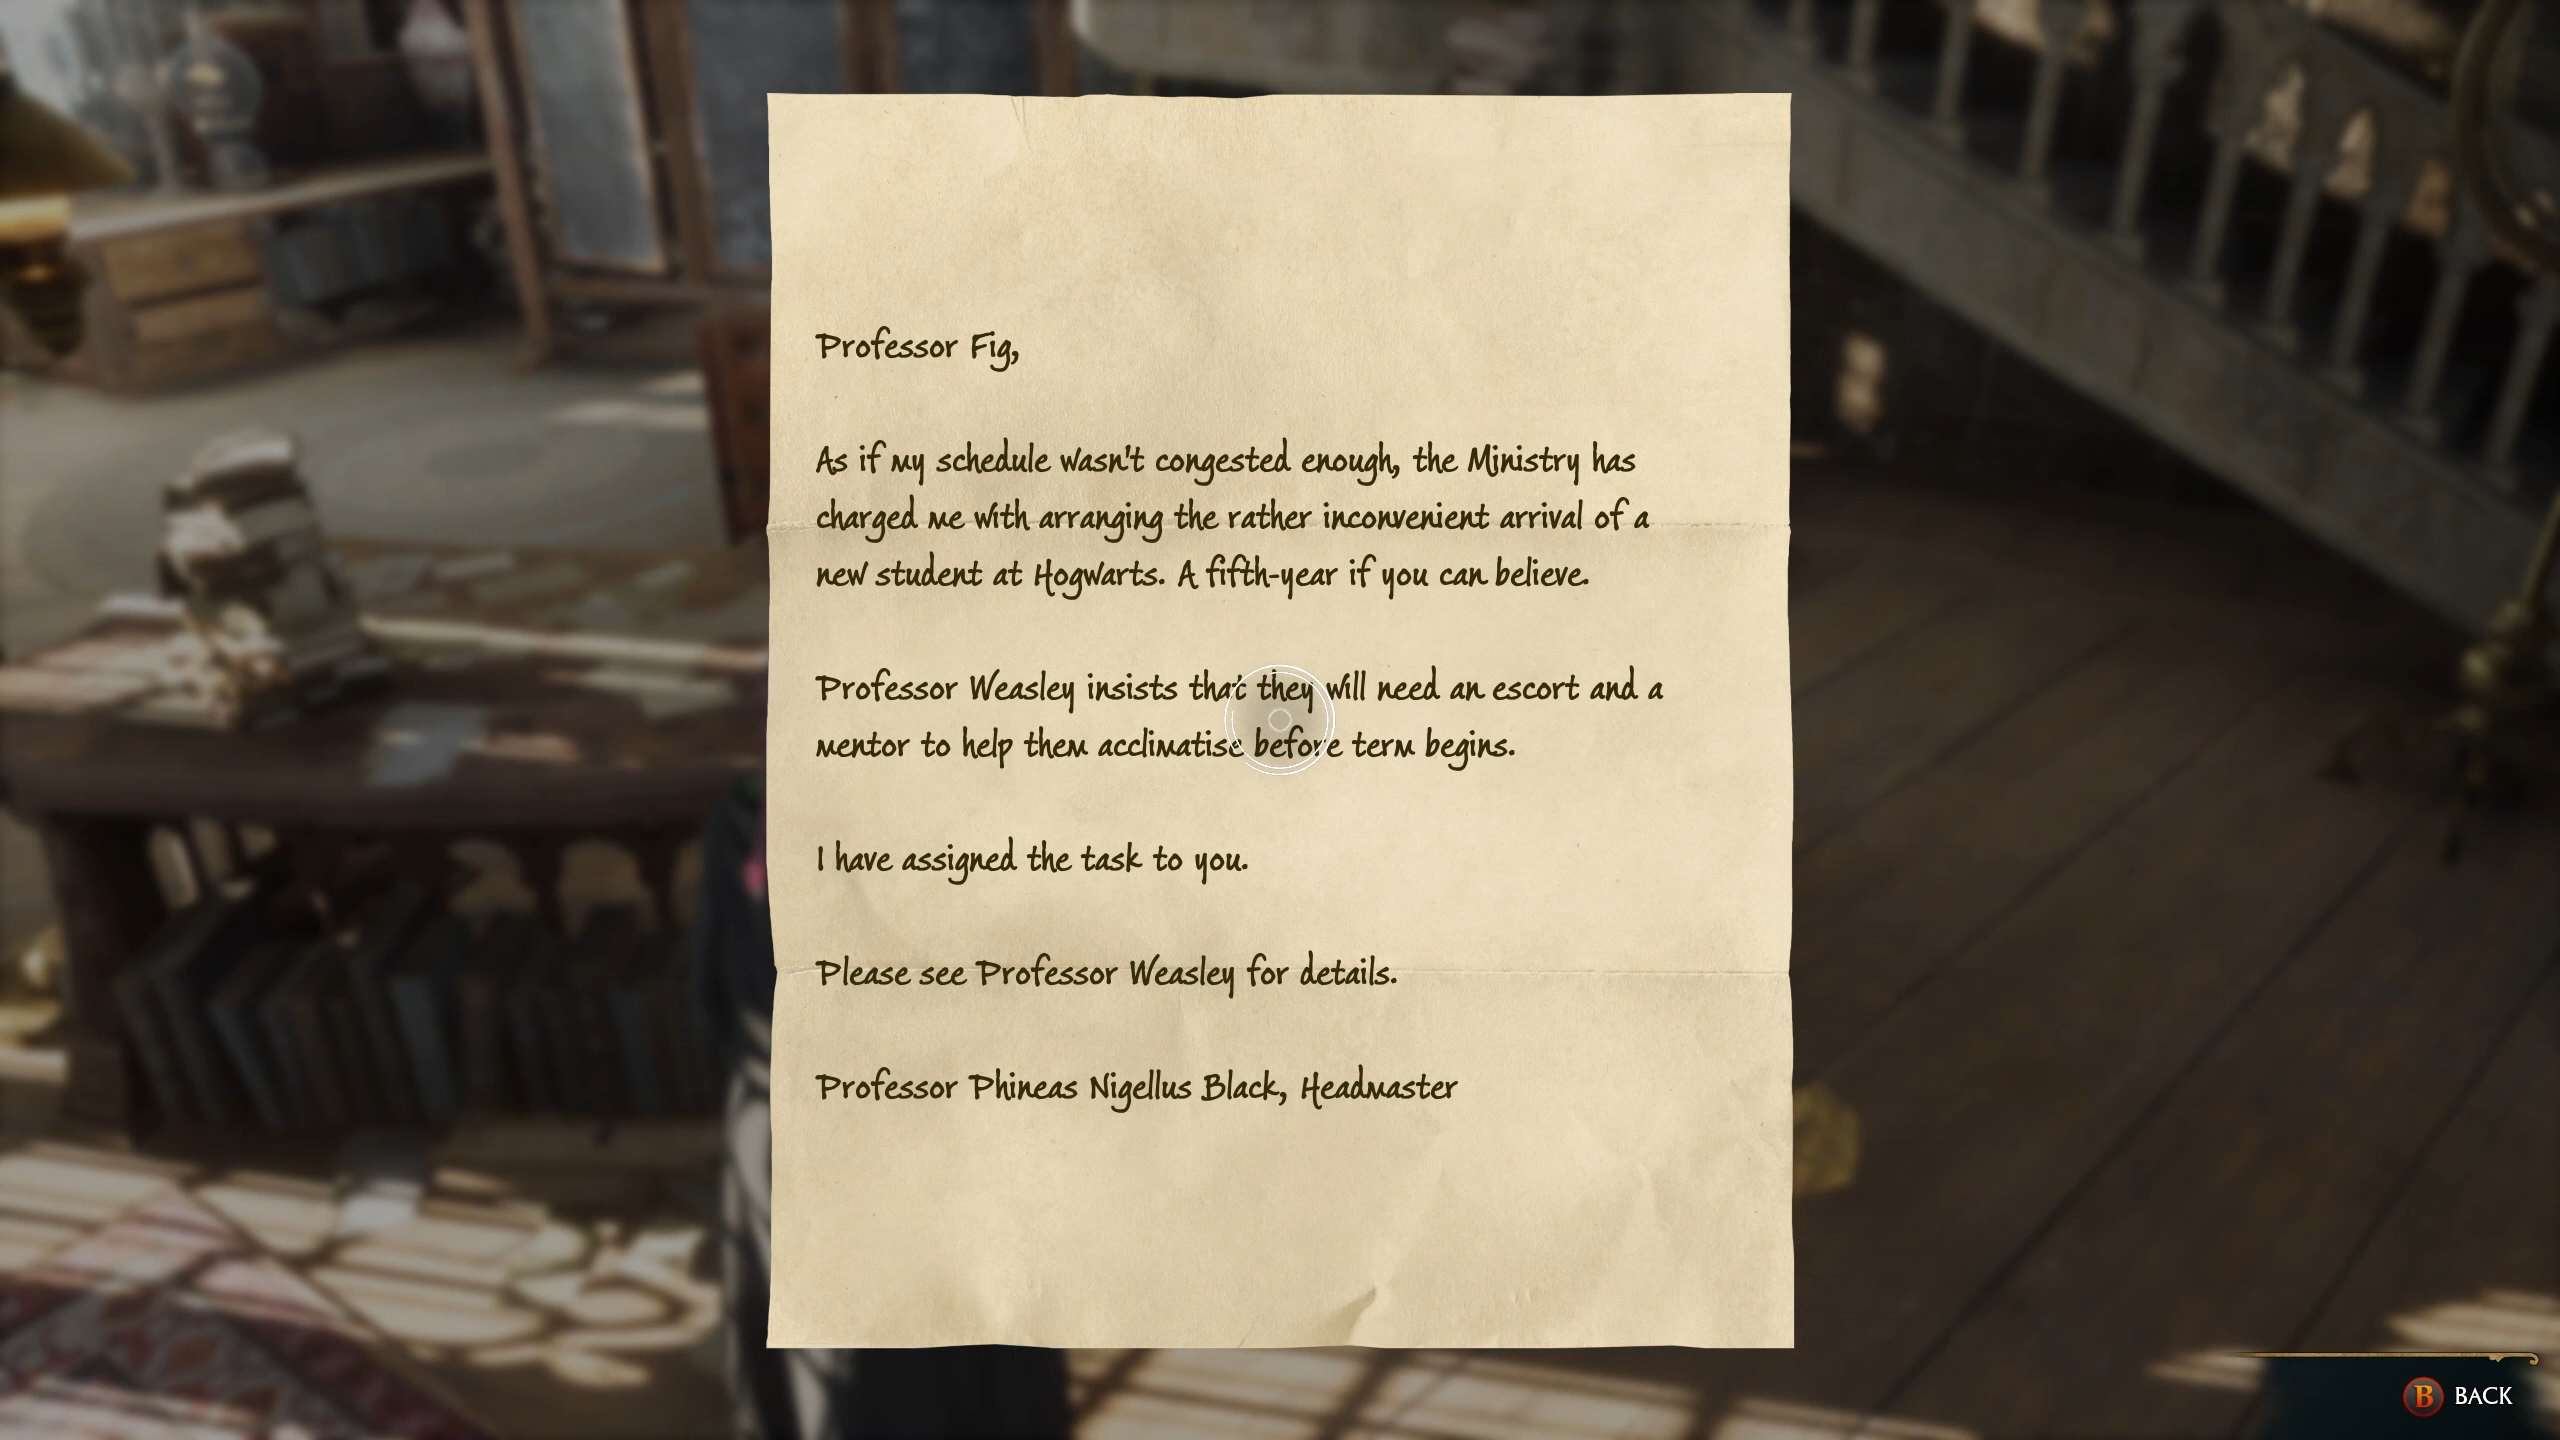 Professor Fig,
As if my schedule wasn't congested enough, the Ministry has
charged me with arranging the rather inconvenient arrival of a
new student at Hogwarts. A fifth-year if you can believe.
Professor Weasley insists that they will need an escort and a
mentor to help them acclimatise before term begins.
I have assigned the task to you.
Please see Professor Weasley for details.
Professor Phineas Nigellus Black, Headmaster
B BACK